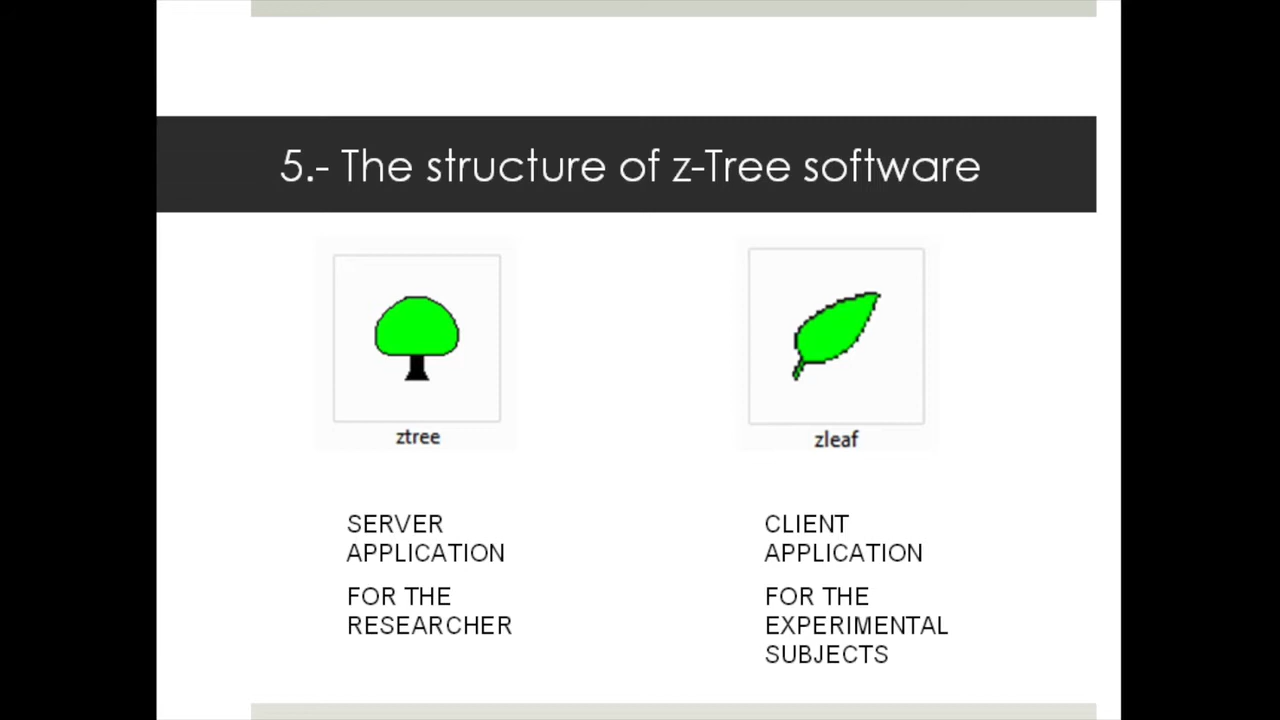 5.- The structure of z-Tree software
ztree
zleaf
SERVER
APPLICATION
FOR THE
RESEARCHER
CLIENT
APPLICATION
FOR THE
EXPERIMENTAL
SUBJECTS